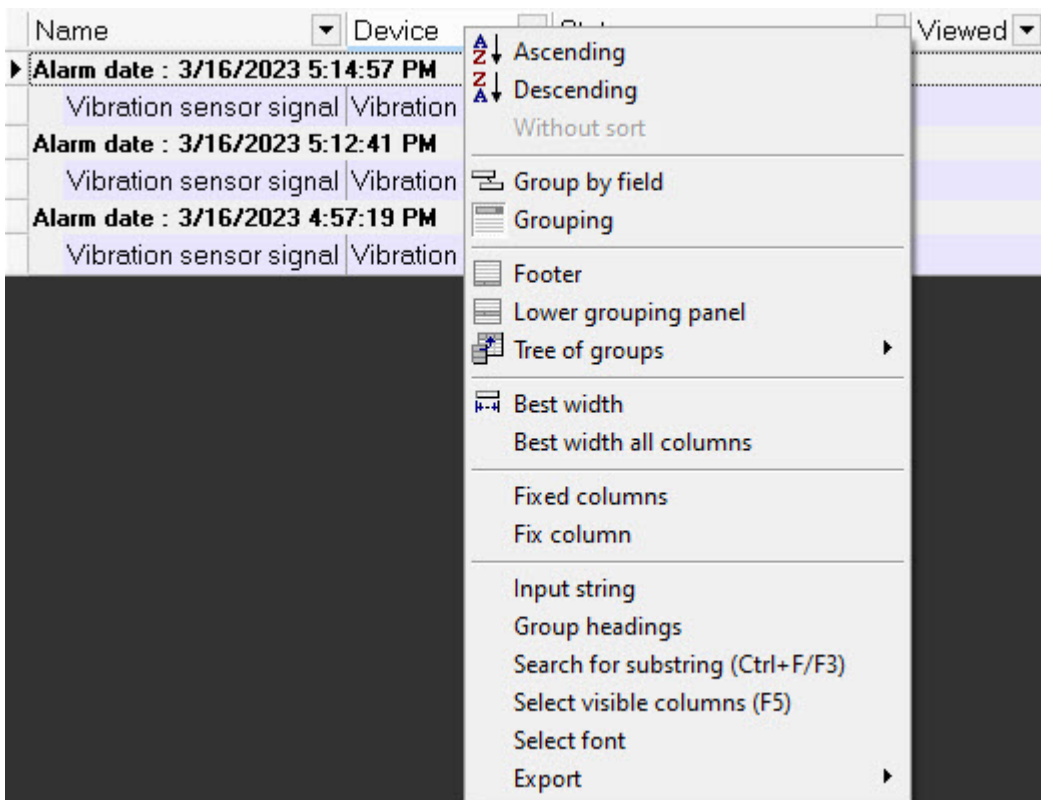 Name Device Viewed
Alarm date : 3/16/2023 5:14:57 PM
Vibration sensor signal Vibration
Alarm date : 3/16/2023 5:12:41 PM
Vibration sensor signal Vibration
Alarm date : 3/16/2023 4:57:19 PM
Vibration sensor signal Vibration
Ascending
Descending
Without sort
Group by field
Grouping
Footer
Lower grouping panel
Tree of groups
Best width
Best width all columns
Fixed columns
Fix column
Input string
Group headings
Search for substring (Ctrl+F/F3)
Select visible columns (F5)
Select font
Export